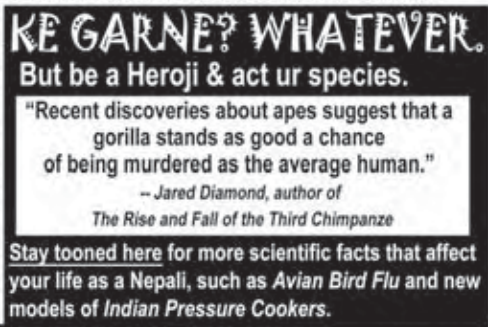 KE GARNE? WHATEVER.
But be a Heroji & act ur species.
“Recent discoveries about apes suggest that a
gorilla stands as good a chance
of being murdered as the average human.”
-- Jared Diamond, author of
The Rise and Fall of the Third Chimpanze
Stay tooned here for more scientific facts that affect
your life as a Nepali, such as Avian Bird Flu and new
models of Indian Pressure Cookers.